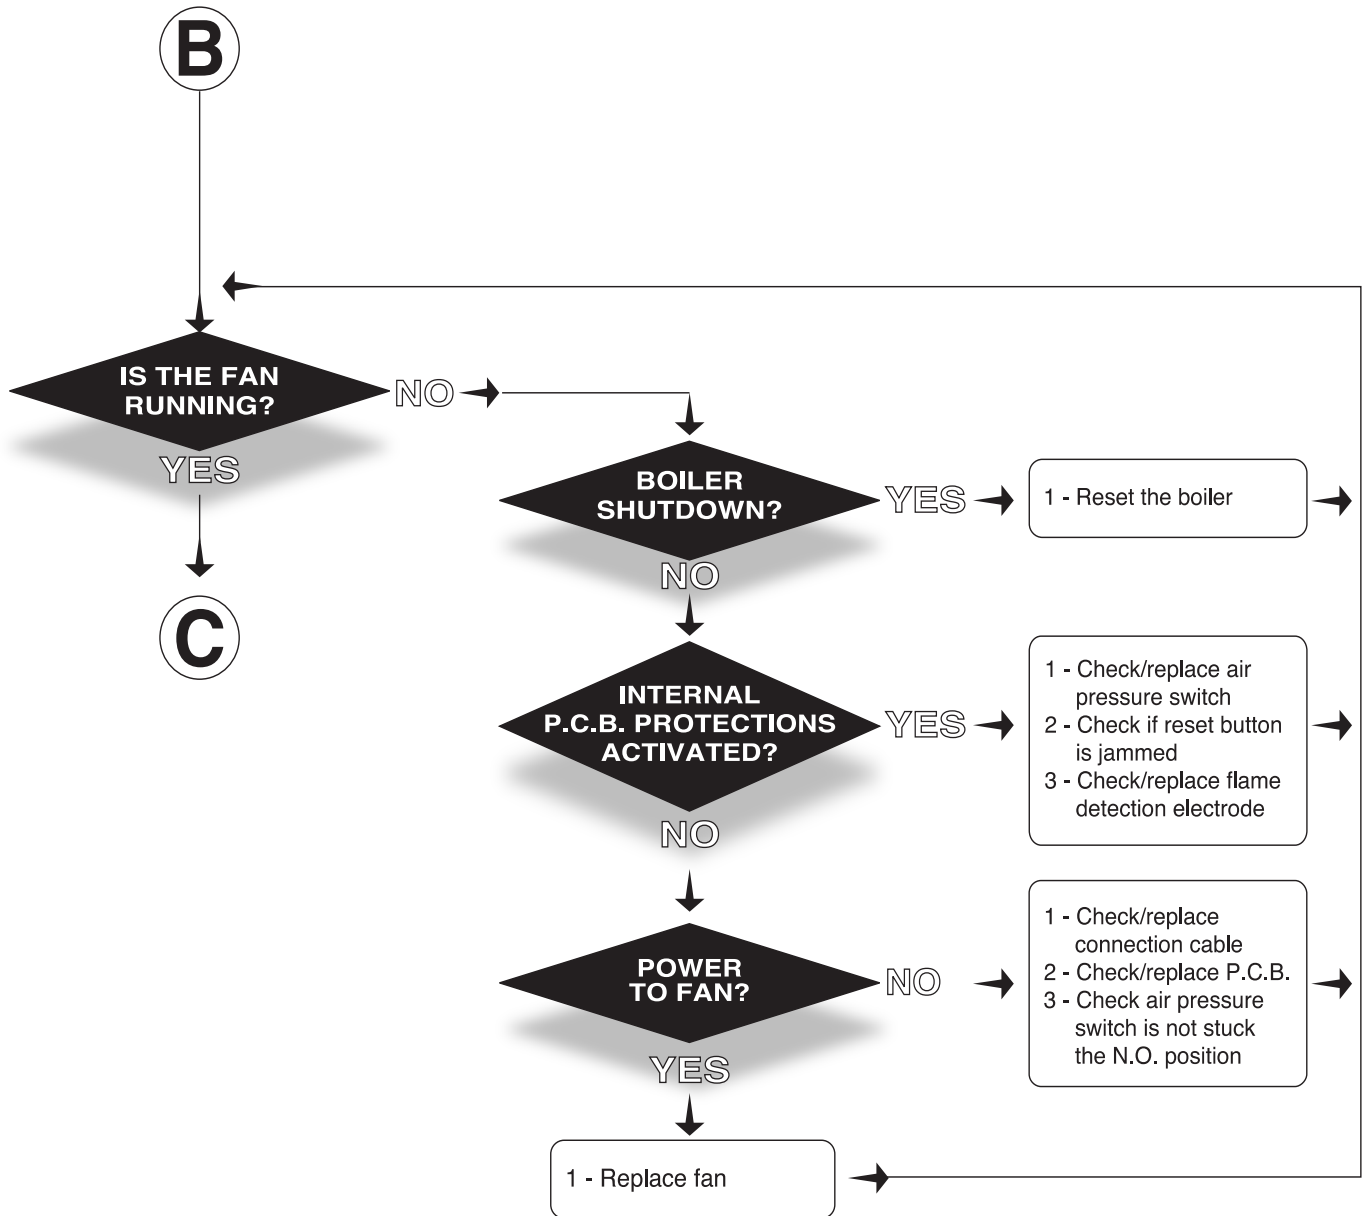 B
IS THE FAN
RUNNING?
NO
YES
C
BOILER
SHUTDOWN?
YES
1 - Reset the boiler
NO
INTERNAL
P.C.B. PROTECTIONS
ACTIVATED?
YES
1 - Check/replace air
pressure switch
2 - Check if reset button
is jammed
3 - Check/replace flame
detection electrode
NO
POWER
TO FAN?
NO
1 - Check/replace
connection cable
2 - Check/replace P.C.B.
3 - Check air pressure
switch is not stuck
the N.O. position
YES
1 - Replace fan